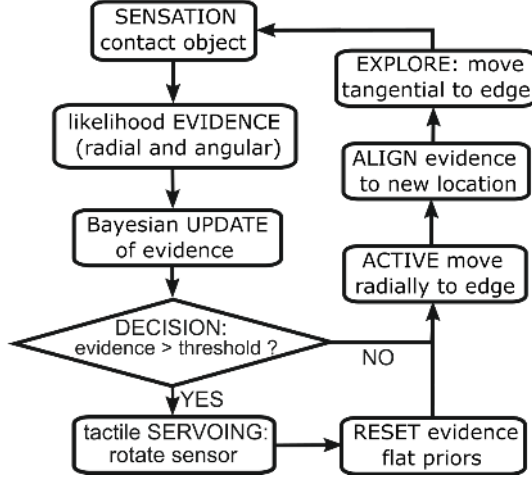 SENSATION
contact object
likelihood EVIDENCE
(radial and angular)
Bayesian UPDATE
of evidence
DECISION:
evidence > threshold ?
YES
NO
tactile SERVOING:
rotate sensor
RESET evidence
flat priors
ACTIVE move
radially to edge
ALIGN evidence
to new location
EXPLORE: move
tangential to edge